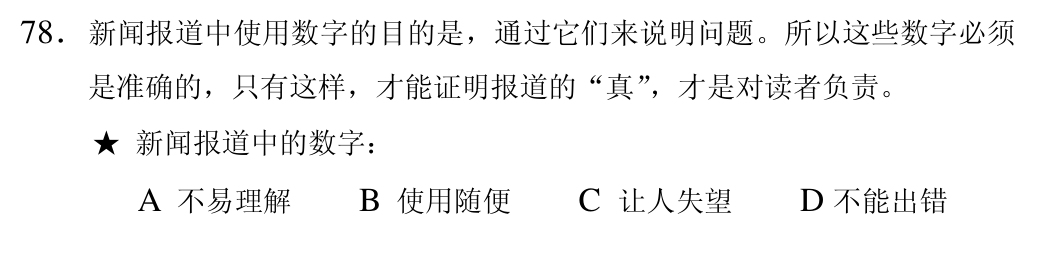 78. 新闻报道中使用数字的目的是，通过它们来说明问题。所以这些数字必须
是准确的，只有这样，才能证明报道的“真”，才是对读者负责。
★ 新闻报道中的数字：
A 不易理解 B 使用随便 C 让人失望 D 不能出错